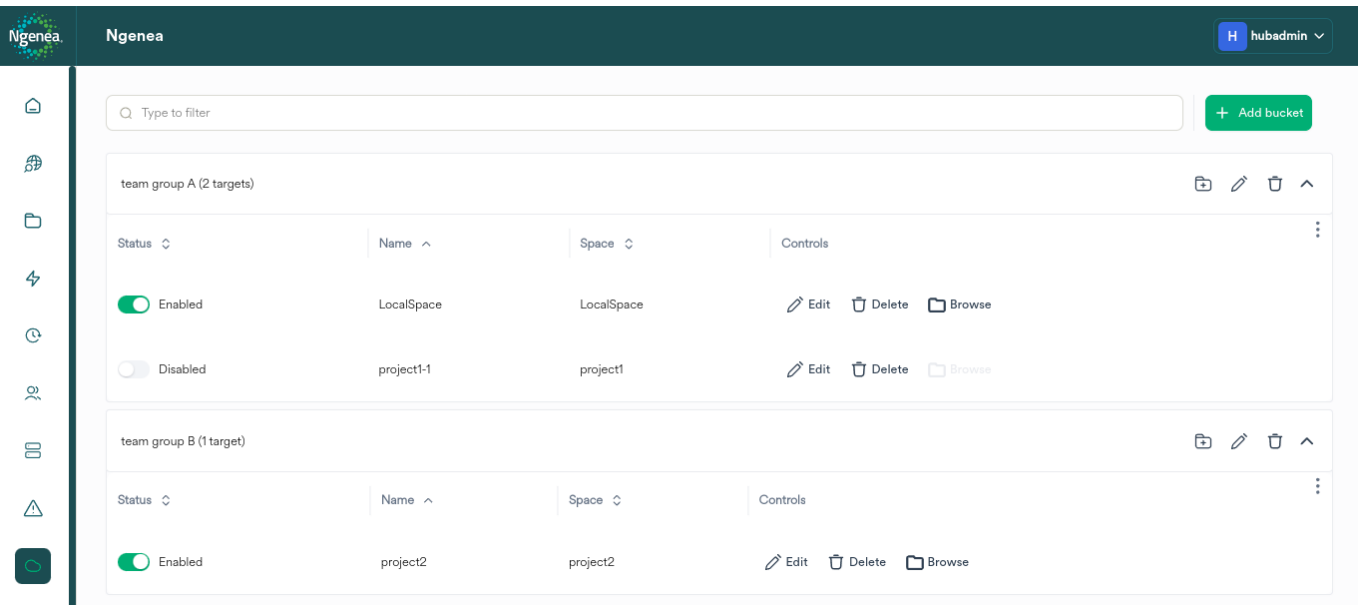 Ngenea.
Ngenea
H hubadmin
Type to filter
Add bucket
team group A (2 targets)
Status Name Space Controls
Enabled LocalSpace LocalSpace Edit Delete Browse
Disabled project1-1 project1 Edit Delete Browse
team group B (1 target)
Status Name Space Controls
Enabled project2 project2 Edit Delete Browse